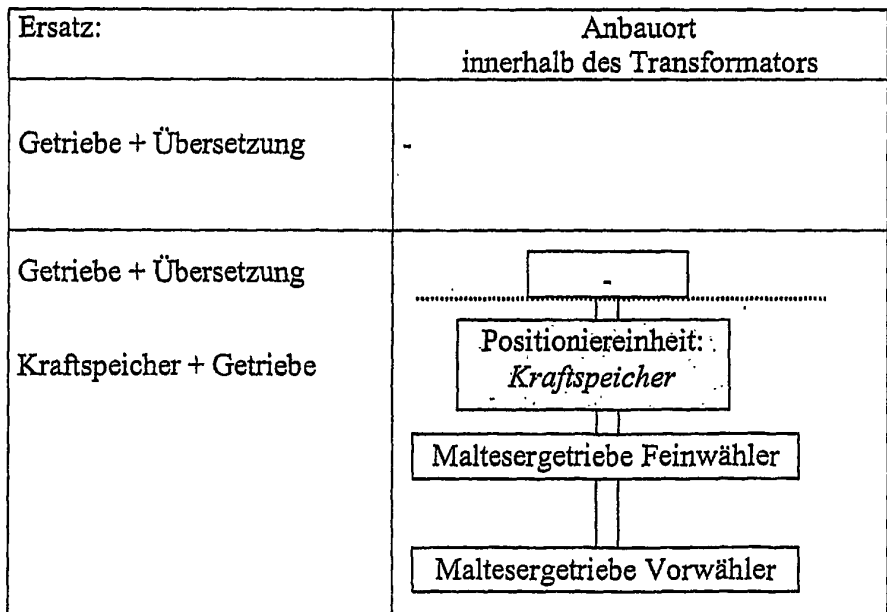 Ersatz:
Anbauort
innerhalb des Transformators
Getriebe + Übersetzung
-
Getriebe + Übersetzung
-
Kraftspeicher + Getriebe
Positioniereinheit:
Kraftspeicher
Maltesergetriebe Feinwähler
Maltesergetriebe Vorwähler